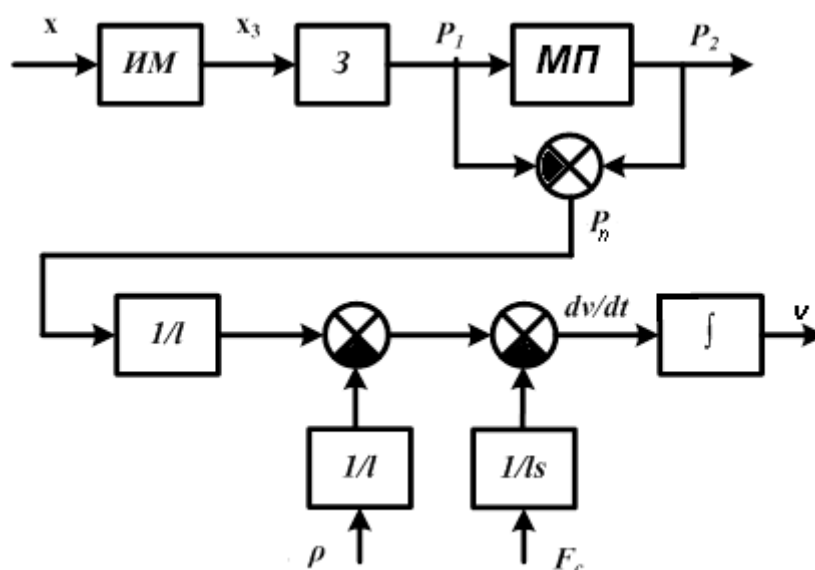 x ИМ x₃ З P₁ МП P₂
Pₙ
1/l dv/dt ∫ v
1/l 1/ls
ρ F꜀